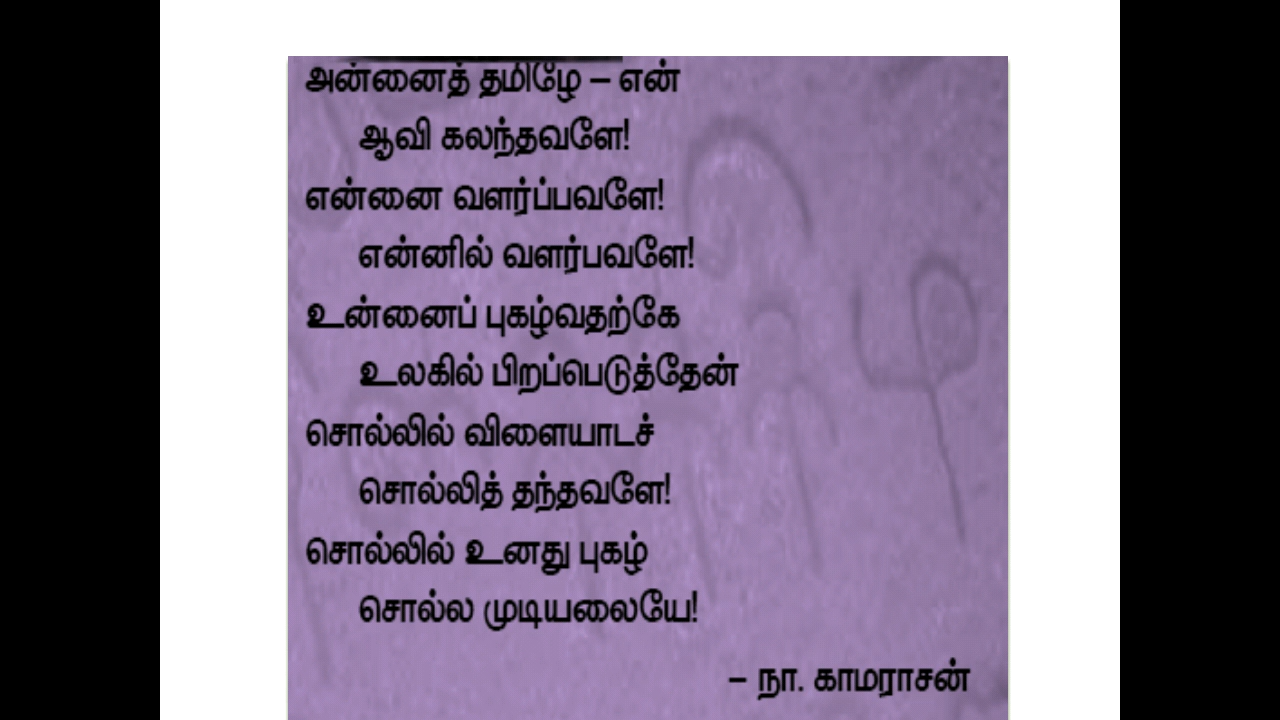 அன்னைத் தமிழே – என்
ஆவி கலந்தவளே!
என்னை வளர்ப்பவளே!
என்னில் வளர்பவளே!
உன்னைப் புகழ்வதற்கே
உலகில் பிறப்பெடுத்தேன்
சொல்லில் விளையாடச்
சொல்லித் தந்தவளே!
சொல்லில் உனது புகழ்
சொல்ல முடியலையே!
– நா. காமராசன்